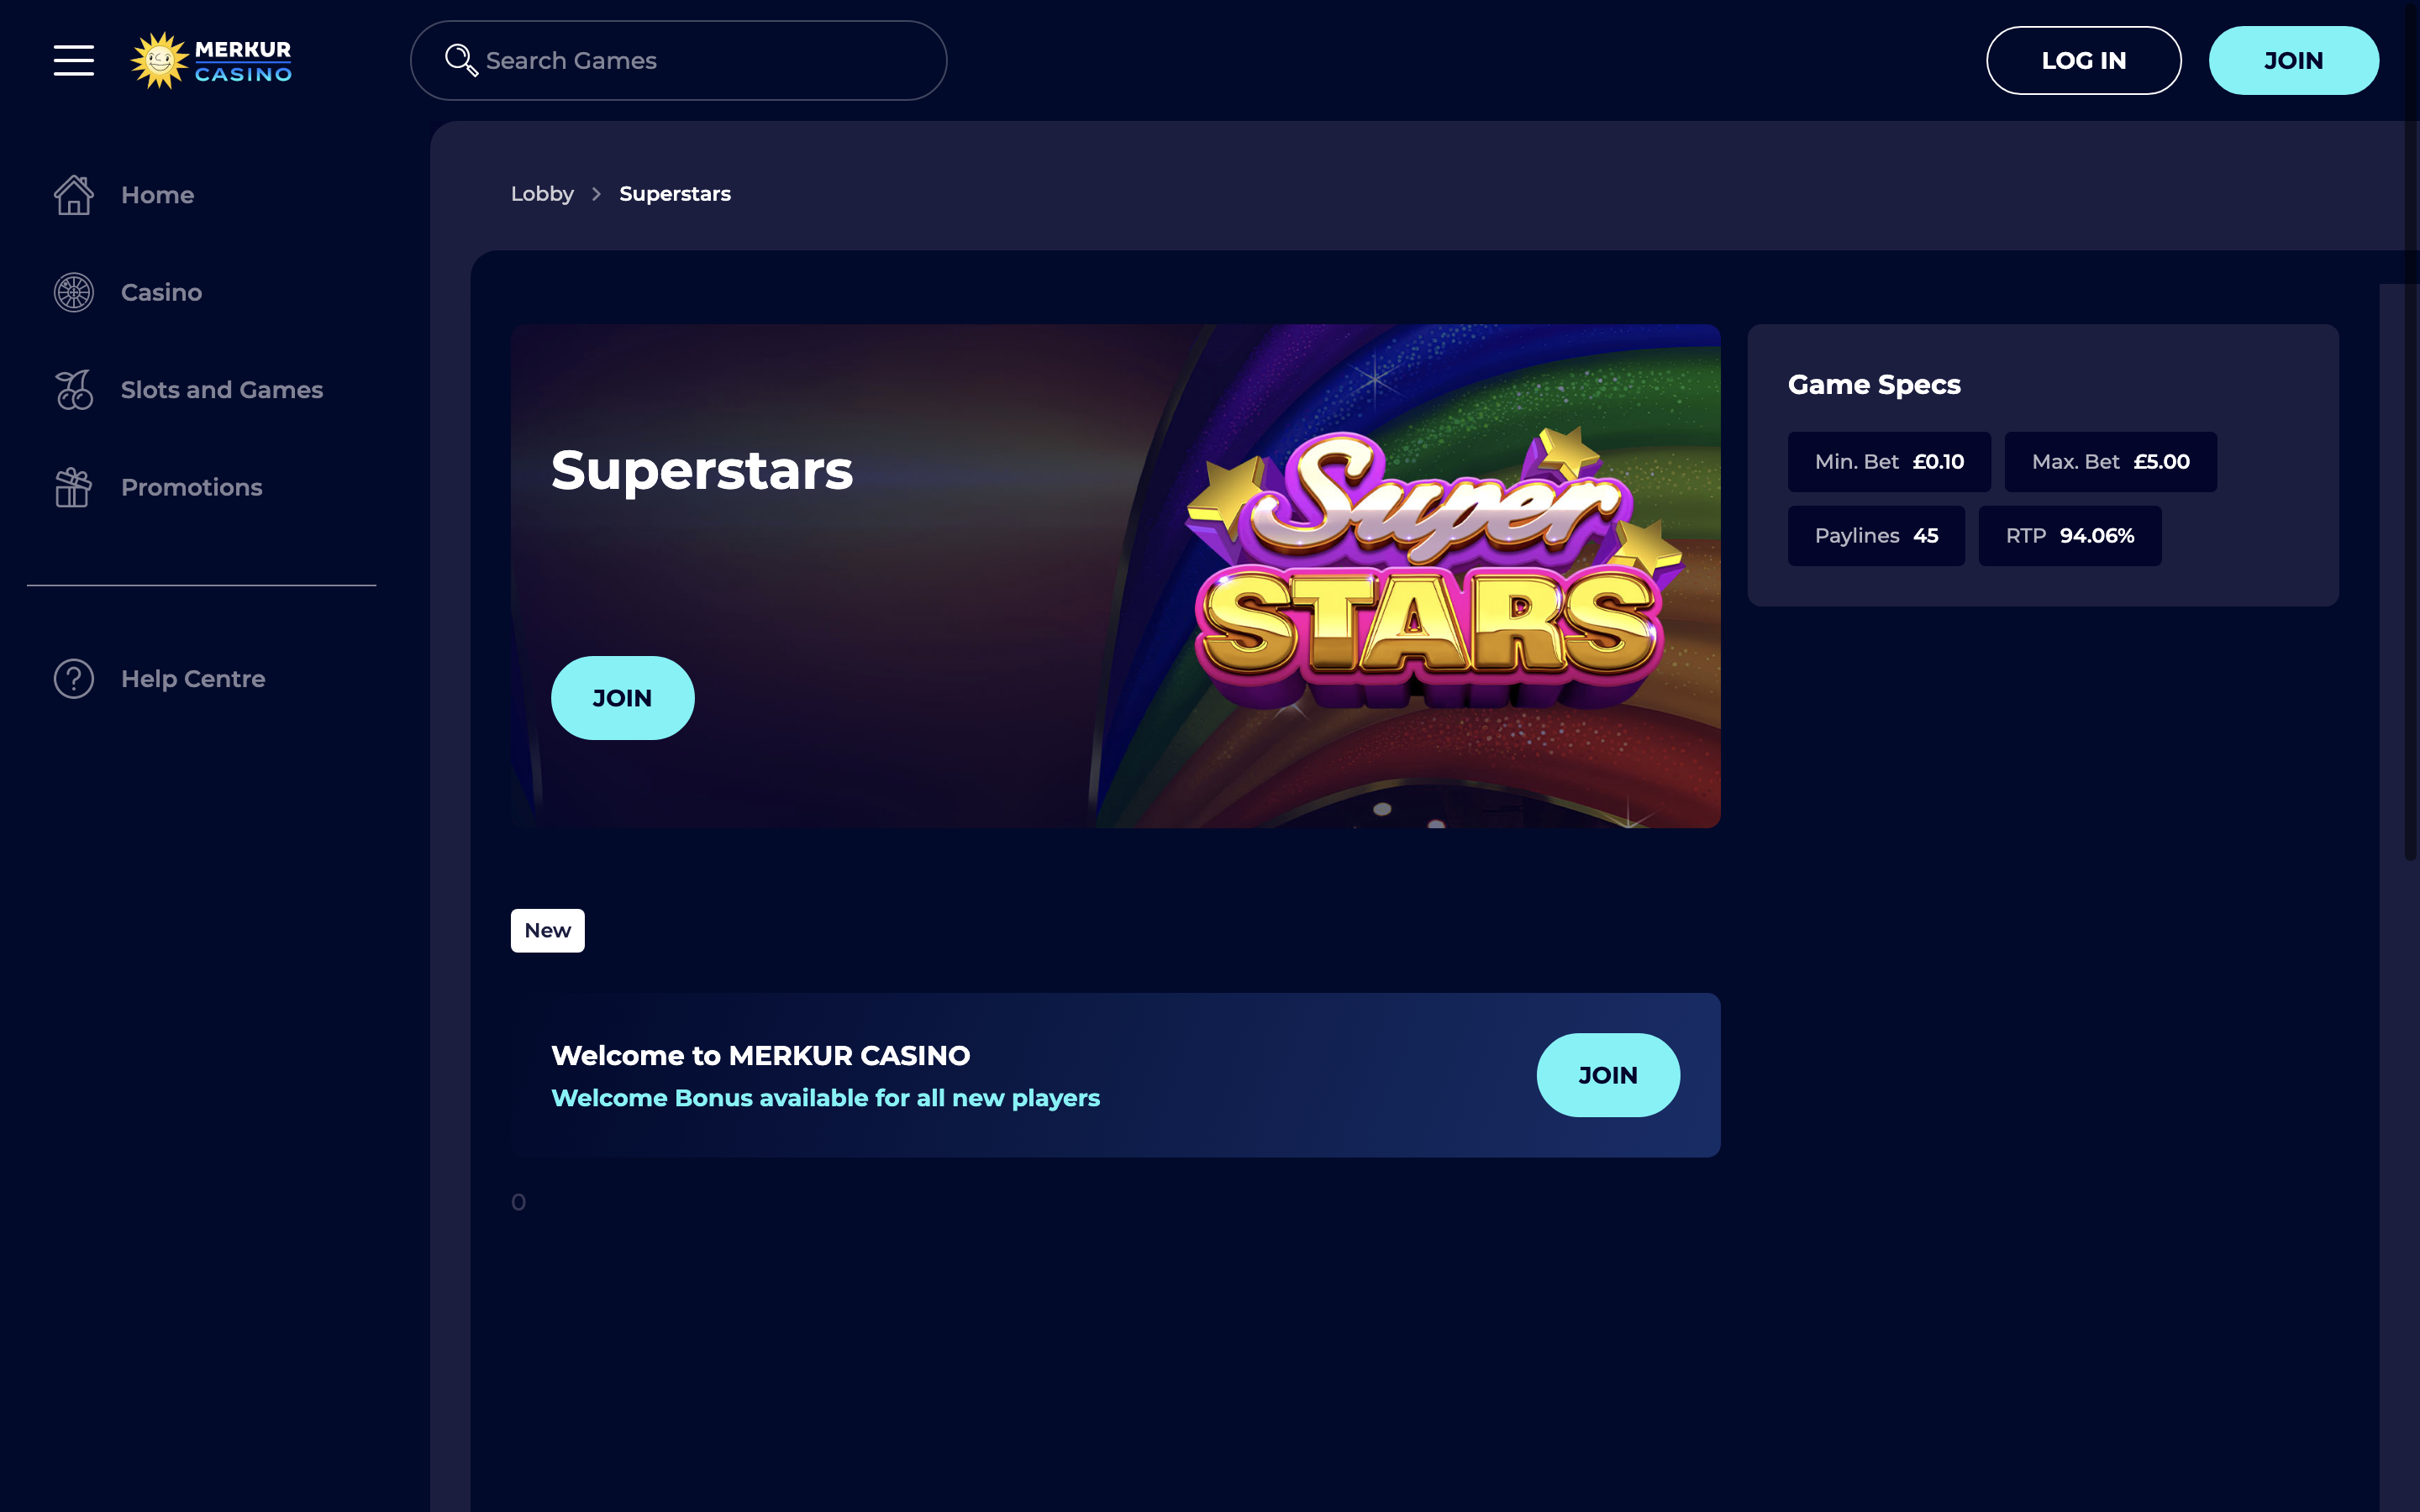 MERKUR
CASINO
Search Games
LOG IN
JOIN
Home
Casino
Slots and Games
Promotions
Help Centre
Lobby > Superstars
Superstars
JOIN
Super
STARS
Game Specs
Min. Bet £0.10
Max. Bet £5.00
Paylines 45
RTP 94.06%
New
Welcome to MERKUR CASINO
Welcome Bonus available for all new players
JOIN
0